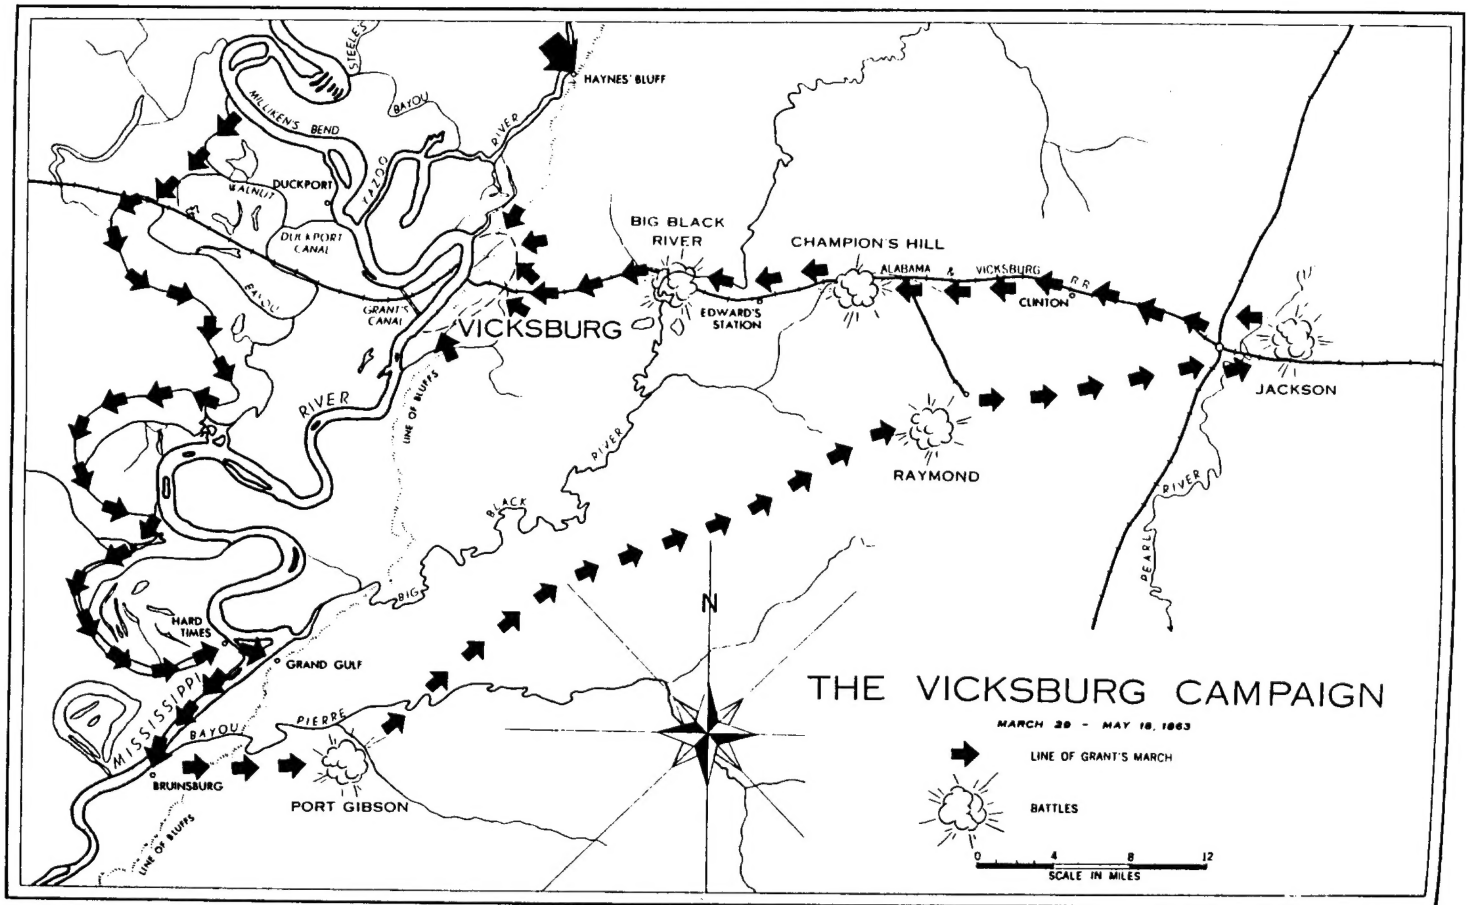 STEELE'S
BAYOU
HAYNES' BLUFF
MILLIKEN'S BEND
YAZOO
RIVER
WALNUT
BAYOU
DUCKPORT
DUCKPORT
CANAL
GRANT'S
CANAL
VICKSBURG
BIG BLACK
RIVER
EDWARD'S
STATION
CHAMPION'S HILL
ALABAMA & VICKSBURG R R
CLINTON
JACKSON
RAYMOND
PEARL RIVER
RIVER
LINE OF BLUFFS
BIG BLACK RIVER
HARD
TIMES
GRAND GULF
MISSISSIPPI
BAYOU PIERRE
BRUINSBURG
PORT GIBSON
LINE OF BLUFFS
N
THE VICKSBURG CAMPAIGN
MARCH 29 - MAY 18, 1863
LINE OF GRANT'S MARCH
BATTLES
0 4 8 12
SCALE IN MILES